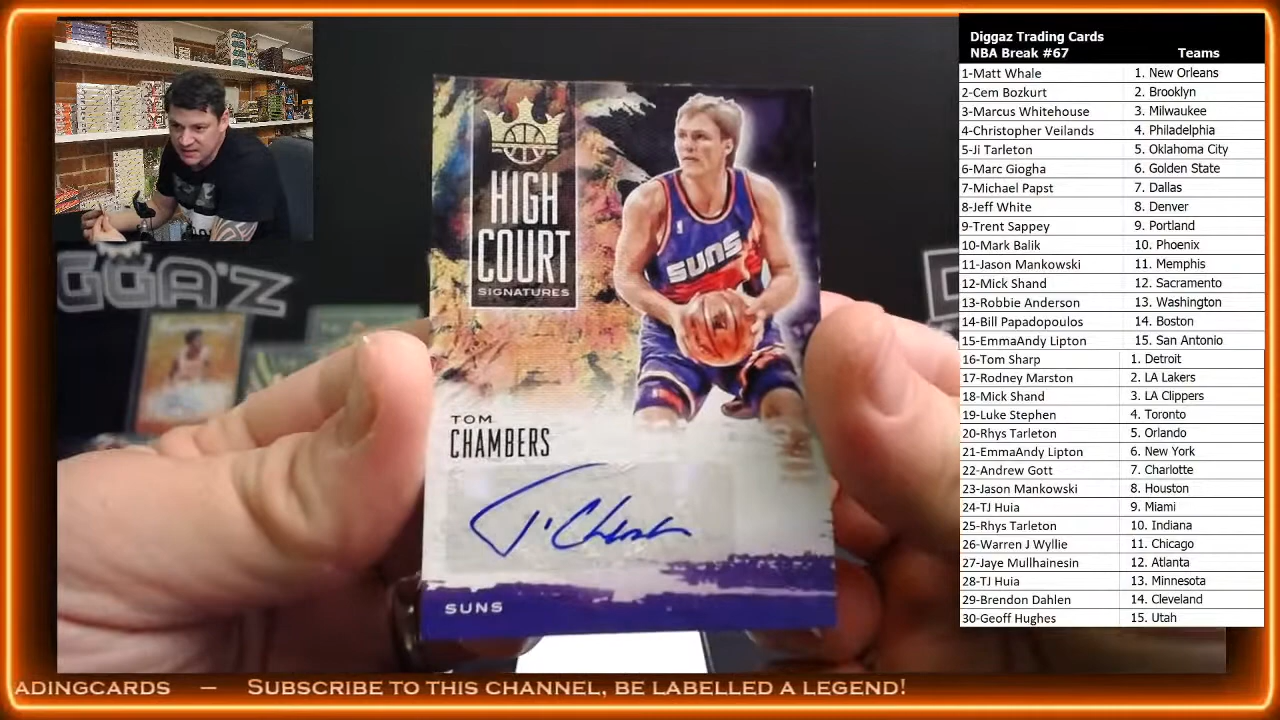 Diggaz Trading Cards
NBA Break #67 Teams
1-Matt Whale 1. New Orleans
2-Cem Bozkurt 2. Brooklyn
3-Marcus Whitehouse 3. Milwaukee
4-Christopher Veilands 4. Philadelphia
5-Ji Tarleton 5. Oklahoma City
6-Marc Giogha 6. Golden State
7-Michael Papst 7. Dallas
8-Jeff White 8. Denver
9-Trent Sappey 9. Portland
10-Mark Balik 10. Phoenix
11-Jason Mankowski 11. Memphis
12-Mick Shand 12. Sacramento
13-Robbie Anderson 13. Washington
14-Bill Papadopoulos 14. Boston
15-EmmaAndy Lipton 15. San Antonio
16-Tom Sharp 1. Detroit
17-Rodney Marston 2. LA Lakers
18-Mick Shand 3. LA Clippers
19-Luke Stephen 4. Toronto
20-Rhys Tarleton 5. Orlando
21-EmmaAndy Lipton 6. New York
22-Andrew Gott 7. Charlotte
23-Jason Mankowski 8. Houston
24-TJ Huia 9. Miami
25-Rhys Tarleton 10. Indiana
26-Warren J Wyllie 11. Chicago
27-Jaye Mullhainesin 12. Atlanta
28-TJ Huia 13. Minnesota
29-Brendon Dahlen 14. Cleveland
30-Geoff Hughes 15. Utah
HIGH
COURT
SIGNATURES
SUNS
TOM
CHAMBERS
SUNS
GGA'Z
ADINGCARDS — SUBSCRIBE TO THIS CHANNEL, BE LABELLED A LEGEND!